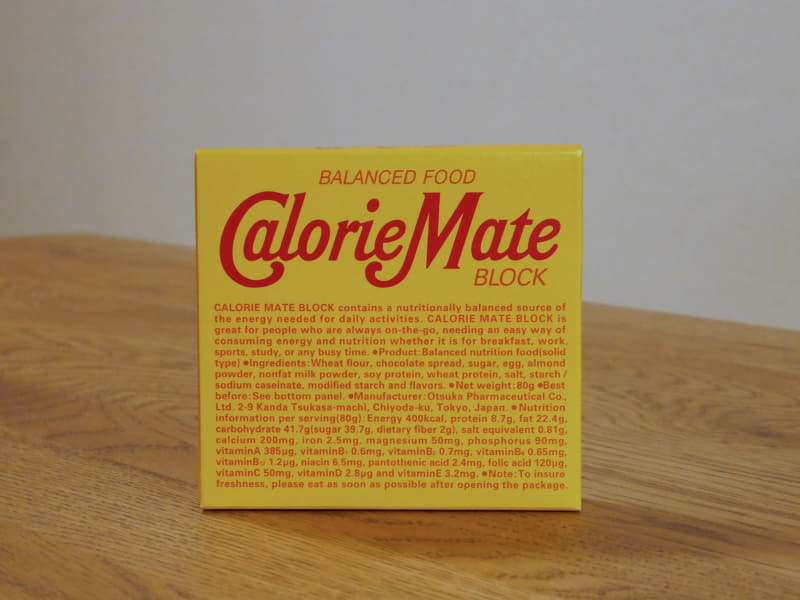 BALANCED FOOD
CalorieMate
BLOCK
CALORIE MATE BLOCK contains a nutritionally balanced source of
the energy needed for daily activities. CALORIE MATE BLOCK is
great for people who are always on-the-go, needing an easy way of
consuming energy and nutrition whether it is for breakfast, work,
sports, study, or any busy time. ●Product:Balanced nutrition food(solid
type) ●Ingredients:Wheat flour, chocolate spread, sugar, egg, almond
powder, nonfat milk powder, soy protein, wheat protein, salt, starch /
sodium caseinate, modified starch and flavors. ●Net weight:80g ●Best
before:See bottom panel. ●Manufacturer:Otsuka Pharmaceutical Co.,
Ltd. 2-9 Kanda Tsukasa-machi, Chiyoda-ku, Tokyo, Japan. ●Nutrition
information per serving(80g):Energy 400kcal, protein 8.7g, fat 22.4g,
carbohydrate 41.7g(sugar 39.7g, dietary fiber 2g), salt equivalent 0.81g,
calcium 200mg, iron 2.5mg, magnesium 50mg, phosphorus 90mg,
vitaminA 385μg, vitaminB₁ 0.6mg, vitaminB₂ 0.7mg, vitaminB₆ 0.65mg,
vitaminB₁₂ 1.2μg, niacin 6.5mg, pantothenic acid 2.4mg, folic acid 120μg,
vitaminC 50mg, vitaminD 2.8μg and vitaminE 3.2mg. ●Note:To insure
freshness, please eat as soon as possible after opening the package.